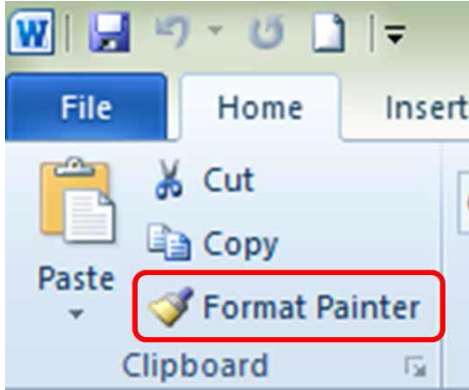 W
File Home Insert
Cut
Copy
Paste
Format Painter
Clipboard